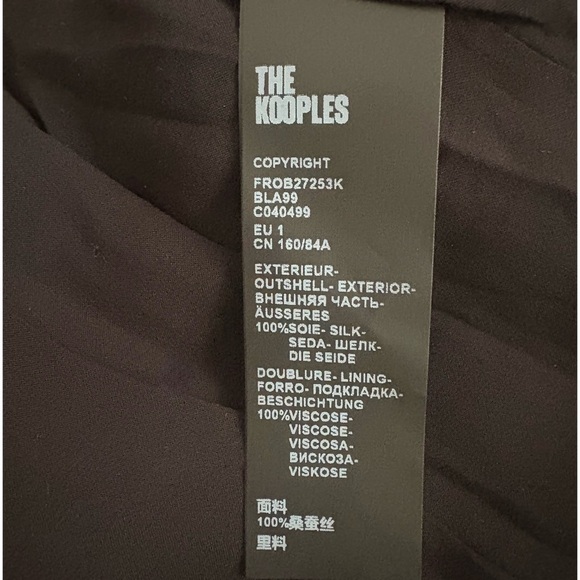 THE
KOOPLES
COPYRIGHT
FROB27253K
BLA99
C040499
EU 1
CN 160/84A
EXTERIEUR-
OUTSHELL- EXTERIOR-
ВНЕШНЯЯ ЧАСТЬ-
ÄUSSERES
100%SOIE- SILK-
SEDA- ШЕЛК-
DIE SEIDE
DOUBLURE- LINING-
FORRO- ПОДКЛАДКА-
BESCHICHTUNG
100%VISCOSE-
VISCOSE-
VISCOSA-
ВИСКОЗА-
VISKOSE
面料
100%桑蚕丝
里料